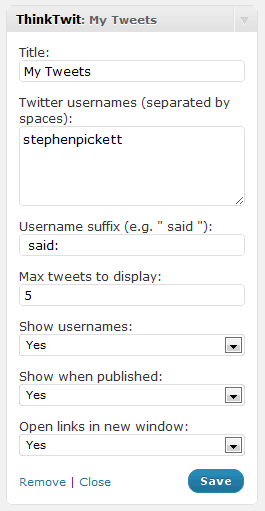 ThinkTwit: My Tweets
Title:
My Tweets
Twitter usernames (separated by
spaces):
stephenpickett
Username suffix (e.g. " said "):
said:
Max tweets to display:
5
Show usernames:
Yes
Show when published:
Yes
Open links in new window:
Yes
Remove | Close Save